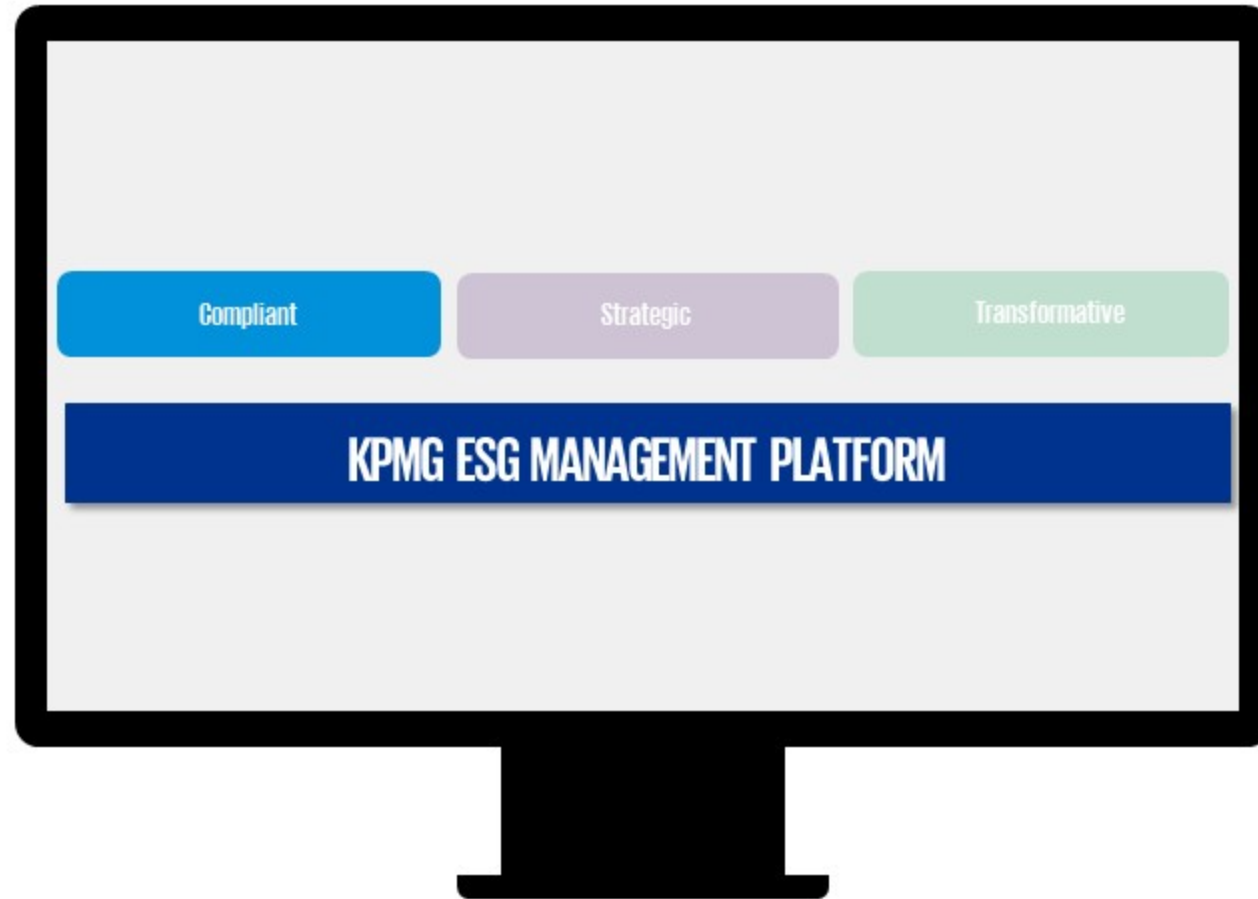 Compliant
Strategic
Transformative
KPMG ESG MANAGEMENT PLATFORM